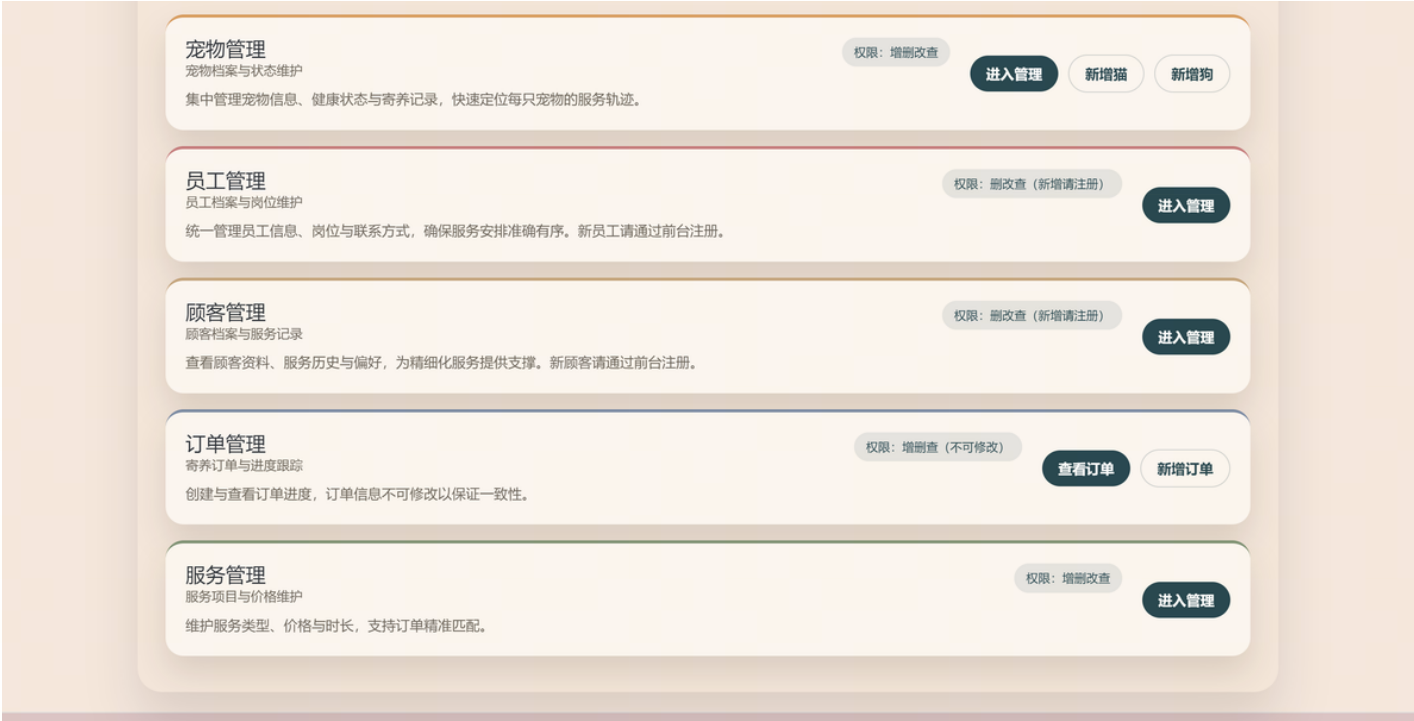 宠物管理
宠物档案与状态维护
集中管理宠物信息、健康状态与寄养记录，快速定位每只宠物的服务轨迹。
权限：增删改查
进入管理
新增猫
新增狗
员工管理
员工档案与岗位维护
统一管理员工信息、岗位与联系方式，确保服务安排准确有序。新员工请通过前台注册。
权限：删改查（新增请注册）
进入管理
顾客管理
顾客档案与服务记录
查看顾客资料、服务历史与偏好，为精细化服务提供支撑。新顾客请通过前台注册。
权限：删改查（新增请注册）
进入管理
订单管理
寄养订单与进度跟踪
创建与查看订单进度，订单信息不可修改以保证一致性。
权限：增删查（不可修改）
查看订单
新增订单
服务管理
服务项目与价格维护
维护服务类型、价格与时长，支持订单精准匹配。
权限：增删改查
进入管理